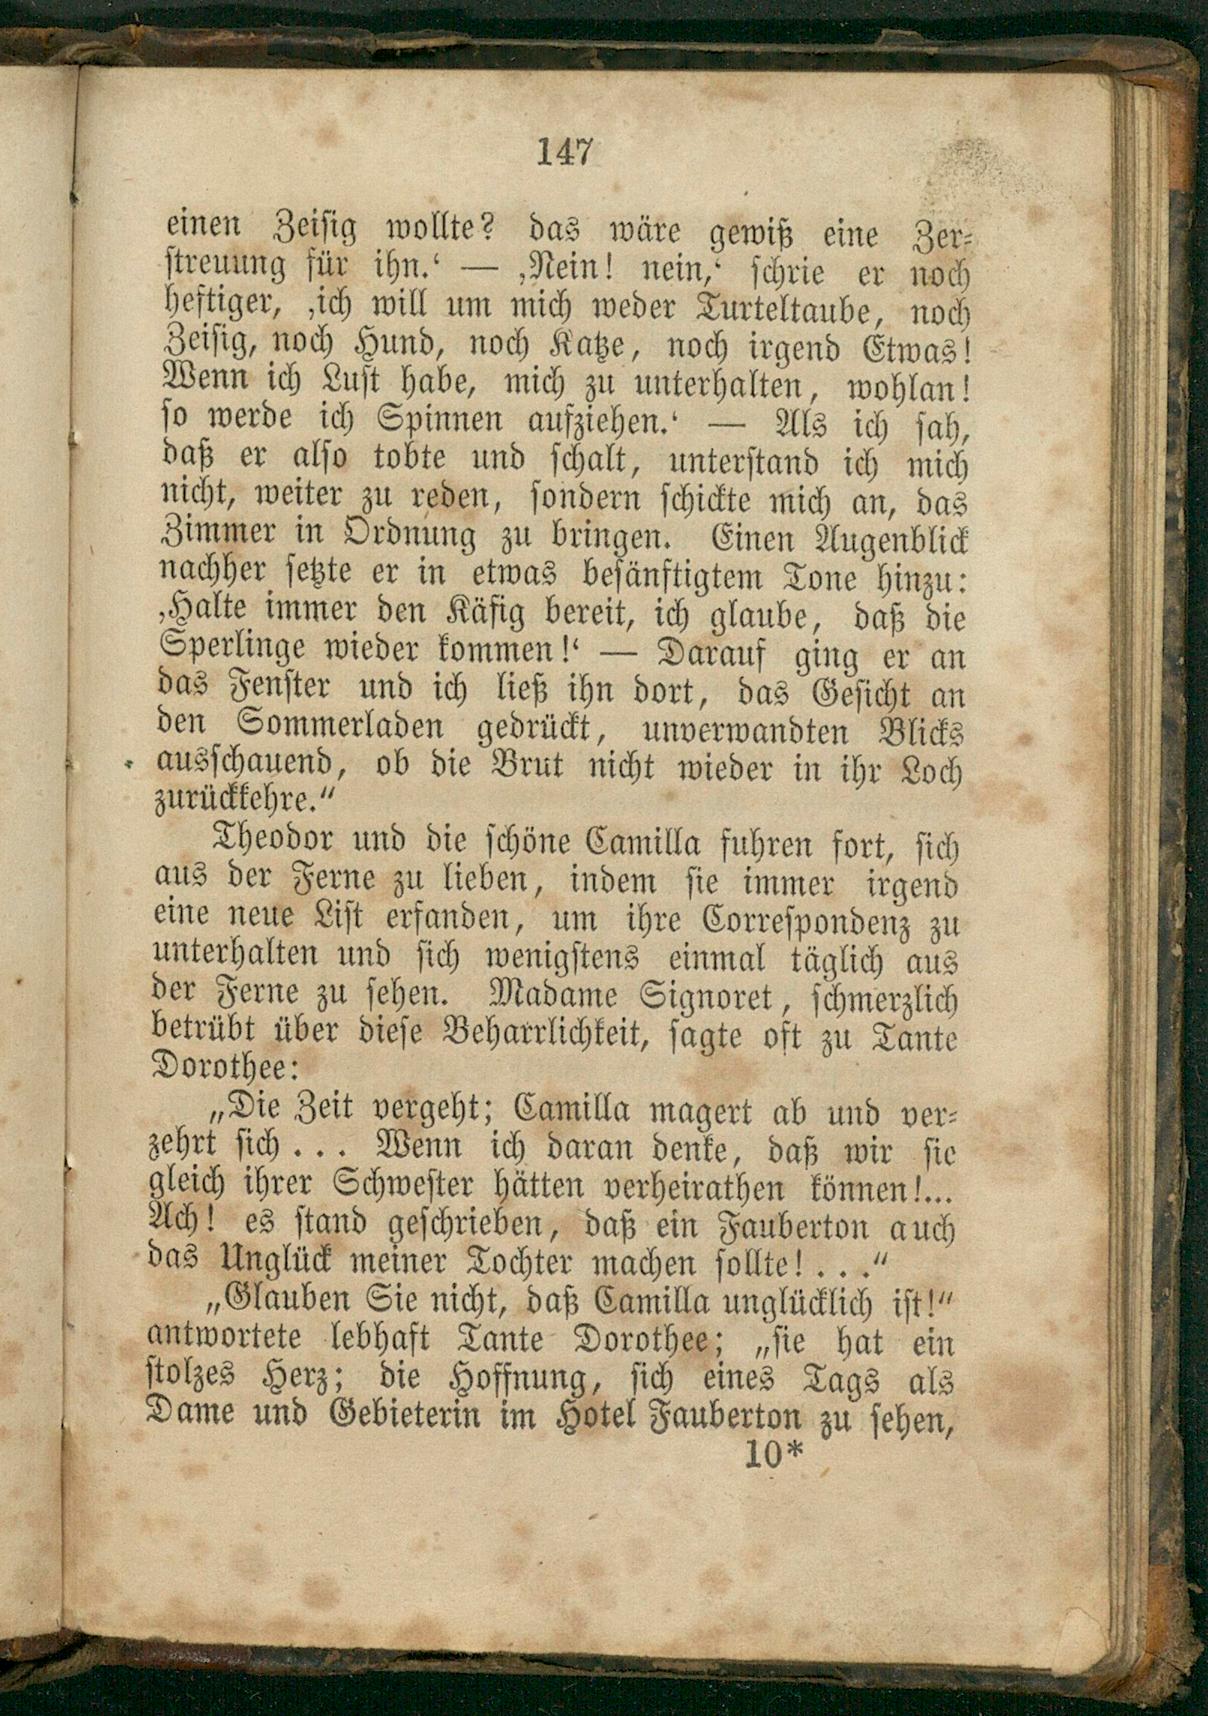 147
einen Zeisig wollte? das wäre gewiß eine Zer-
streuung für ihn.‘ — ‚Nein! nein,‘ schrie er noch
heftiger, ‚ich will um mich weder Turteltaube, noch
Zeisig, noch Hund, noch Katze, noch irgend Etwas!
Wenn ich Lust habe, mich zu unterhalten, wohlan!
so werde ich Spinnen aufziehen.‘ — Als ich sah,
daß er also tobte und schalt, unterstand ich mich
nicht, weiter zu reden, sondern schickte mich an, das
Zimmer in Ordnung zu bringen. Einen Augenblick
nachher setzte er in etwas besänftigtem Tone hinzu:
‚Halte immer den Käfig bereit, ich glaube, daß die
Sperlinge wieder kommen!‘ — Darauf ging er an
das Fenster und ich ließ ihn dort, das Gesicht an
den Sommerladen gedrückt, unverwandten Blicks
ausschauend, ob die Brut nicht wieder in ihr Loch
zurückkehre.“
Theodor und die schöne Camilla fuhren fort, sich
aus der Ferne zu lieben, indem sie immer irgend
eine neue List erfanden, um ihre Correspondenz zu
unterhalten und sich wenigstens einmal täglich aus
der Ferne zu sehen. Madame Signoret, schmerzlich
betrübt über diese Beharrlichkeit, sagte oft zu Tante
Dorothee:
„Die Zeit vergeht; Camilla magert ab und ver-
zehrt sich... Wenn ich daran denke, daß wir sie
gleich ihrer Schwester hätten verheirathen können!...
Ach! es stand geschrieben, daß ein Fauberton auch
das Unglück meiner Tochter machen sollte!...“
„Glauben Sie nicht, daß Camilla unglücklich ist!“
antwortete lebhaft Tante Dorothee; „sie hat ein
stolzes Herz; die Hoffnung, sich eines Tags als
Dame und Gebieterin im Hotel Fauberton zu sehen,
10*